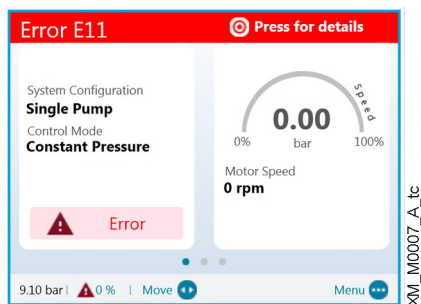 Error E11
Press for details
System Configuration
Single Pump
Control Mode
Constant Pressure
Error
Speed
0.00
0%
bar
100%
Motor Speed
0 rpm
9.10 bar | 0 % | Move
Menu
XM_M0007_A_tc